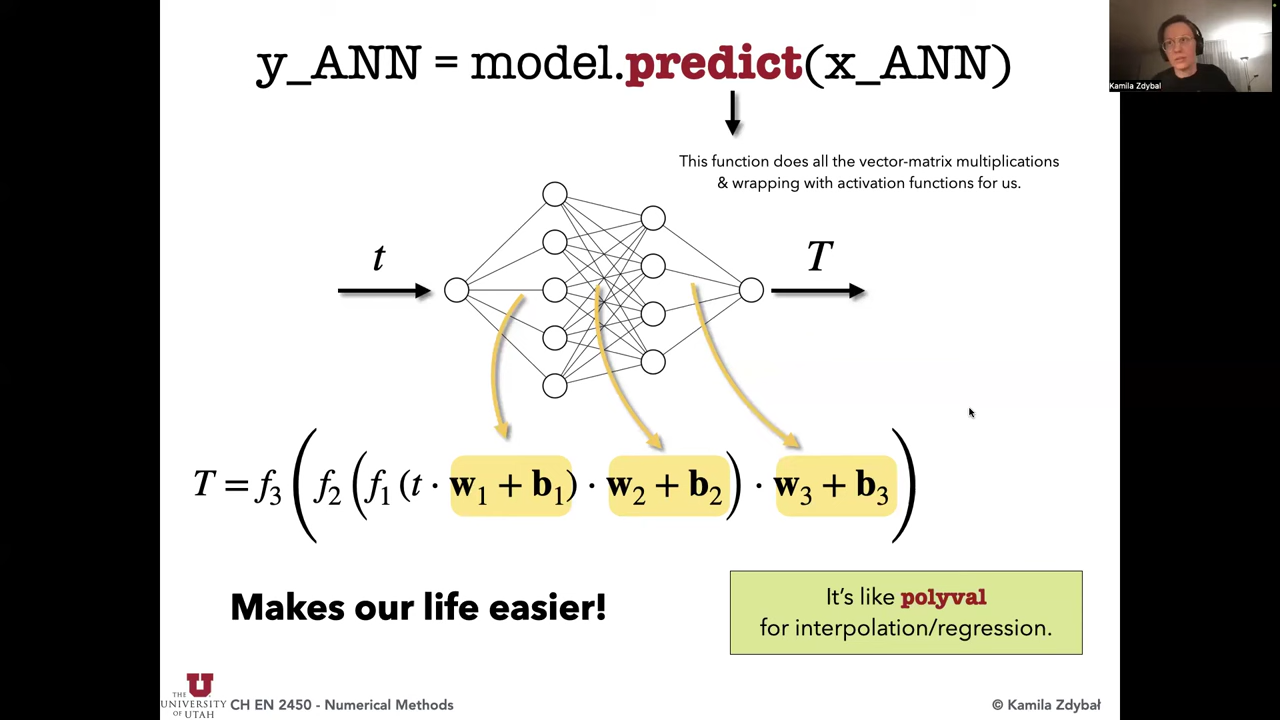 y_ANN = model.predict(x_ANN)
Kamila Zdybał
This function does all the vector-matrix multiplications
& wrapping with activation functions for us.
t
T
T = f₃(f₂(f₁(t · w₁ + b₁) · w₂ + b₂) · w₃ + b₃)
Makes our life easier!
It's like polyval
for interpolation/regression.
THE
UNIVERSITY
OF UTAH
CH EN 2450 - Numerical Methods
© Kamila Zdybał